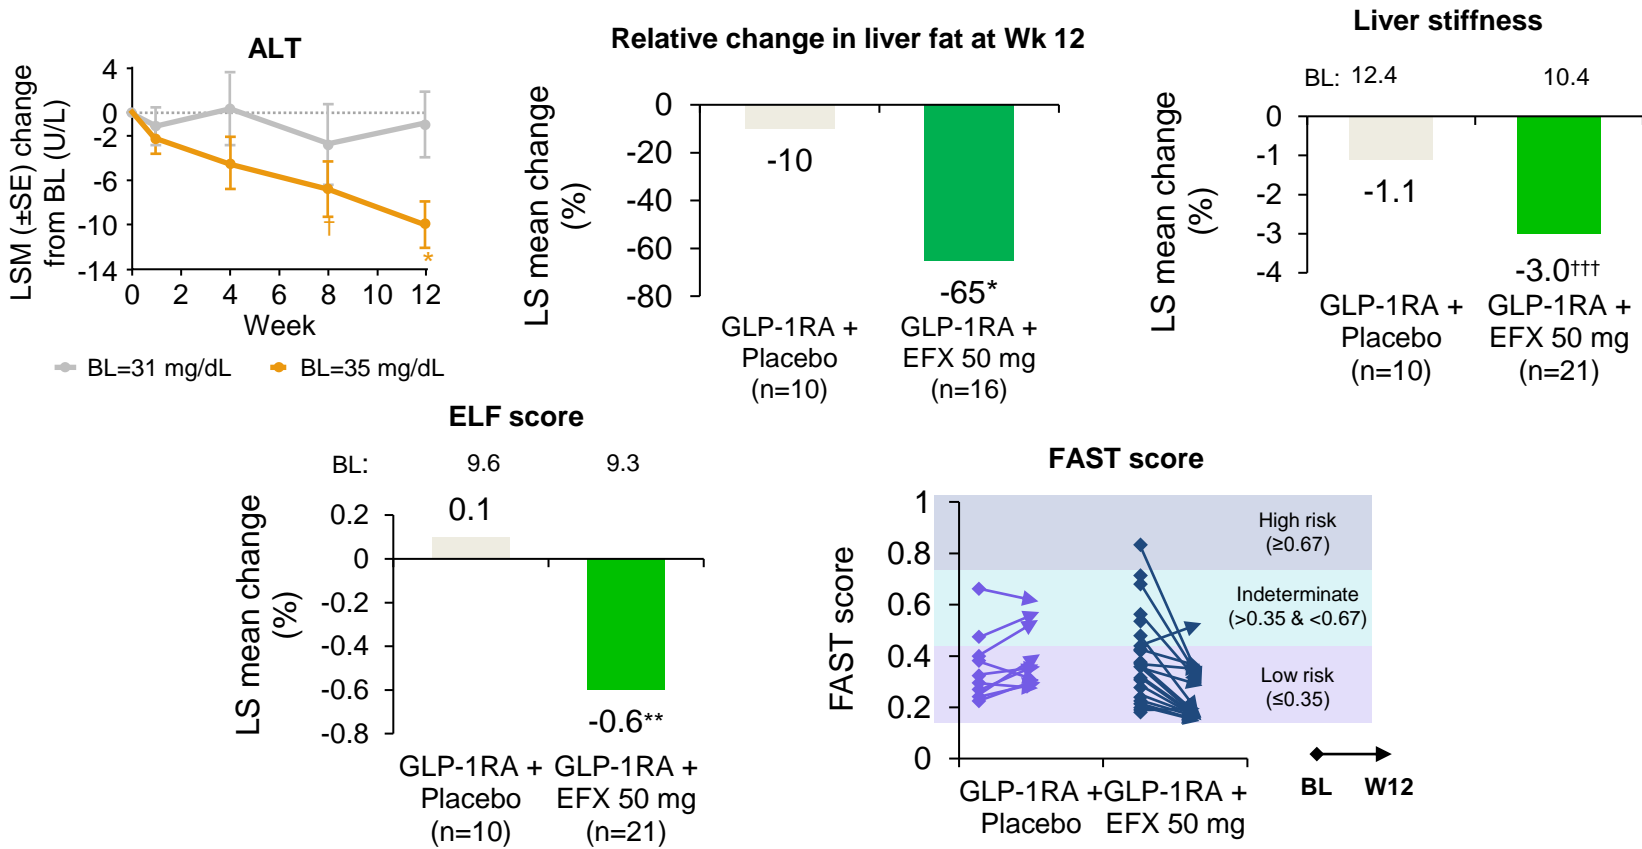 ALT
LSM (±SE) change
from BL (U/L)
4
0
-2
-6
-10
-14
†
*
0 2 4 6 8 10 12
Week
BL=31 mg/dL BL=35 mg/dL
Relative change in liver fat at Wk 12
LS mean change
(%)
0
-20
-40
-60
-80
-10
-65*
GLP-1RA +
Placebo
(n=10)
GLP-1RA +
EFX 50 mg
(n=16)
Liver stiffness
BL: 12.4 10.4
LS mean change
(%)
0
-1
-2
-3
-4
-1.1
-3.0†††
GLP-1RA +
Placebo
(n=10)
GLP-1RA +
EFX 50 mg
(n=21)
ELF score
BL: 9.6 9.3
LS mean change
(%)
0.2
0
-0.2
-0.4
-0.6
-0.8
0.1
-0.6**
GLP-1RA +
Placebo
(n=10)
GLP-1RA +
EFX 50 mg
(n=21)
FAST score
FAST score
1
0.8
0.6
0.4
0.2
0
High risk
(≥0.67)
Indeterminate
(>0.35 & <0.67)
Low risk
(≤0.35)
GLP-1RA +
Placebo
GLP-1RA +
EFX 50 mg
BL W12